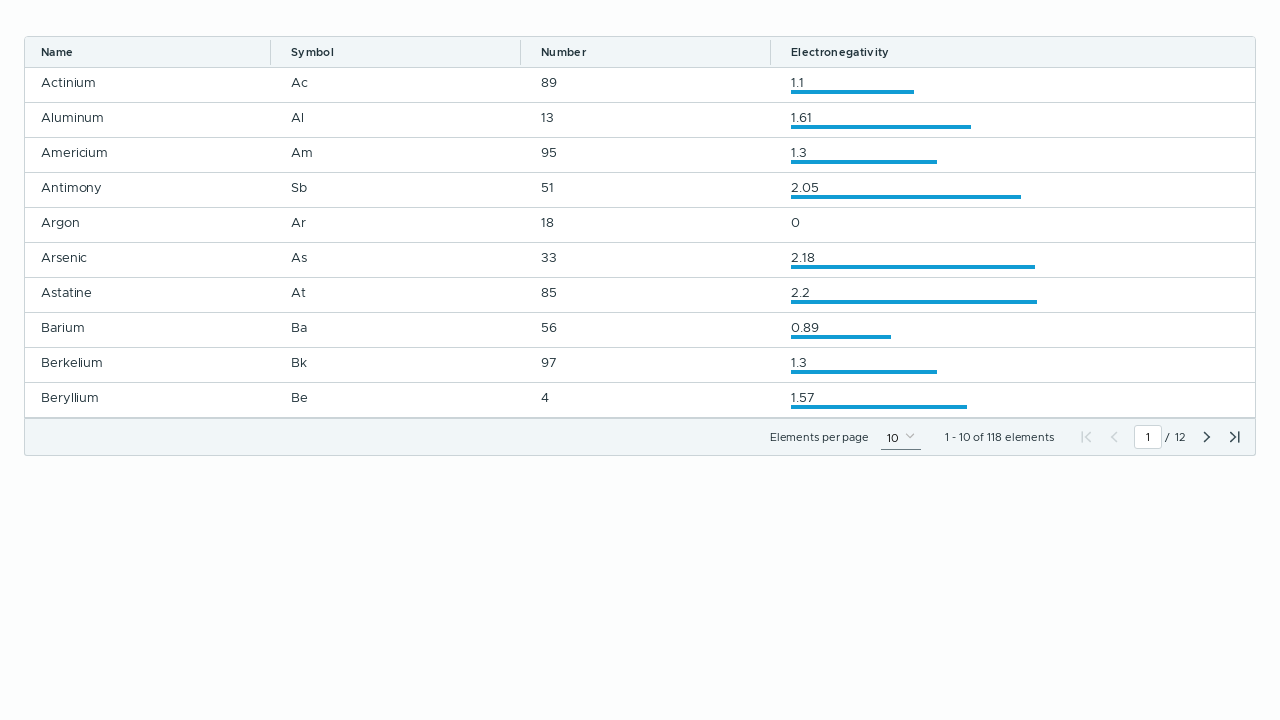 Name Symbol Number Electronegativity
Actinium Ac 89 1.1
Aluminum Al 13 1.61
Americium Am 95 1.3
Antimony Sb 51 2.05
Argon Ar 18 0
Arsenic As 33 2.18
Astatine At 85 2.2
Barium Ba 56 0.89
Berkelium Bk 97 1.3
Beryllium Be 4 1.57
Elements per page 10 1 - 10 of 118 elements 1 / 12